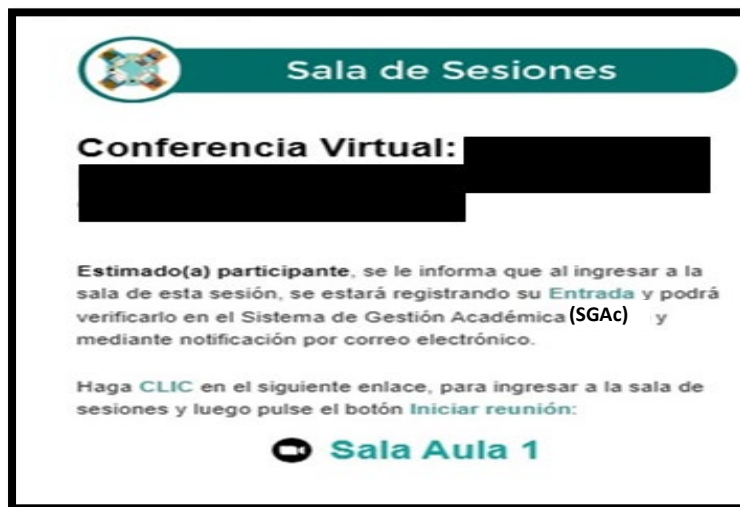 Sala de Sesiones
Conferencia Virtual:
Estimado(a) participante, se le informa que al ingresar a la
sala de esta sesión, se estará registrando su Entrada y podrá
verificarlo en el Sistema de Gestión Académica (SGAc) y
mediante notificación por correo electrónico.
Haga CLIC en el siguiente enlace, para ingresar a la sala de
sesiones y luego pulse el botón Iniciar reunión:
Sala Aula 1